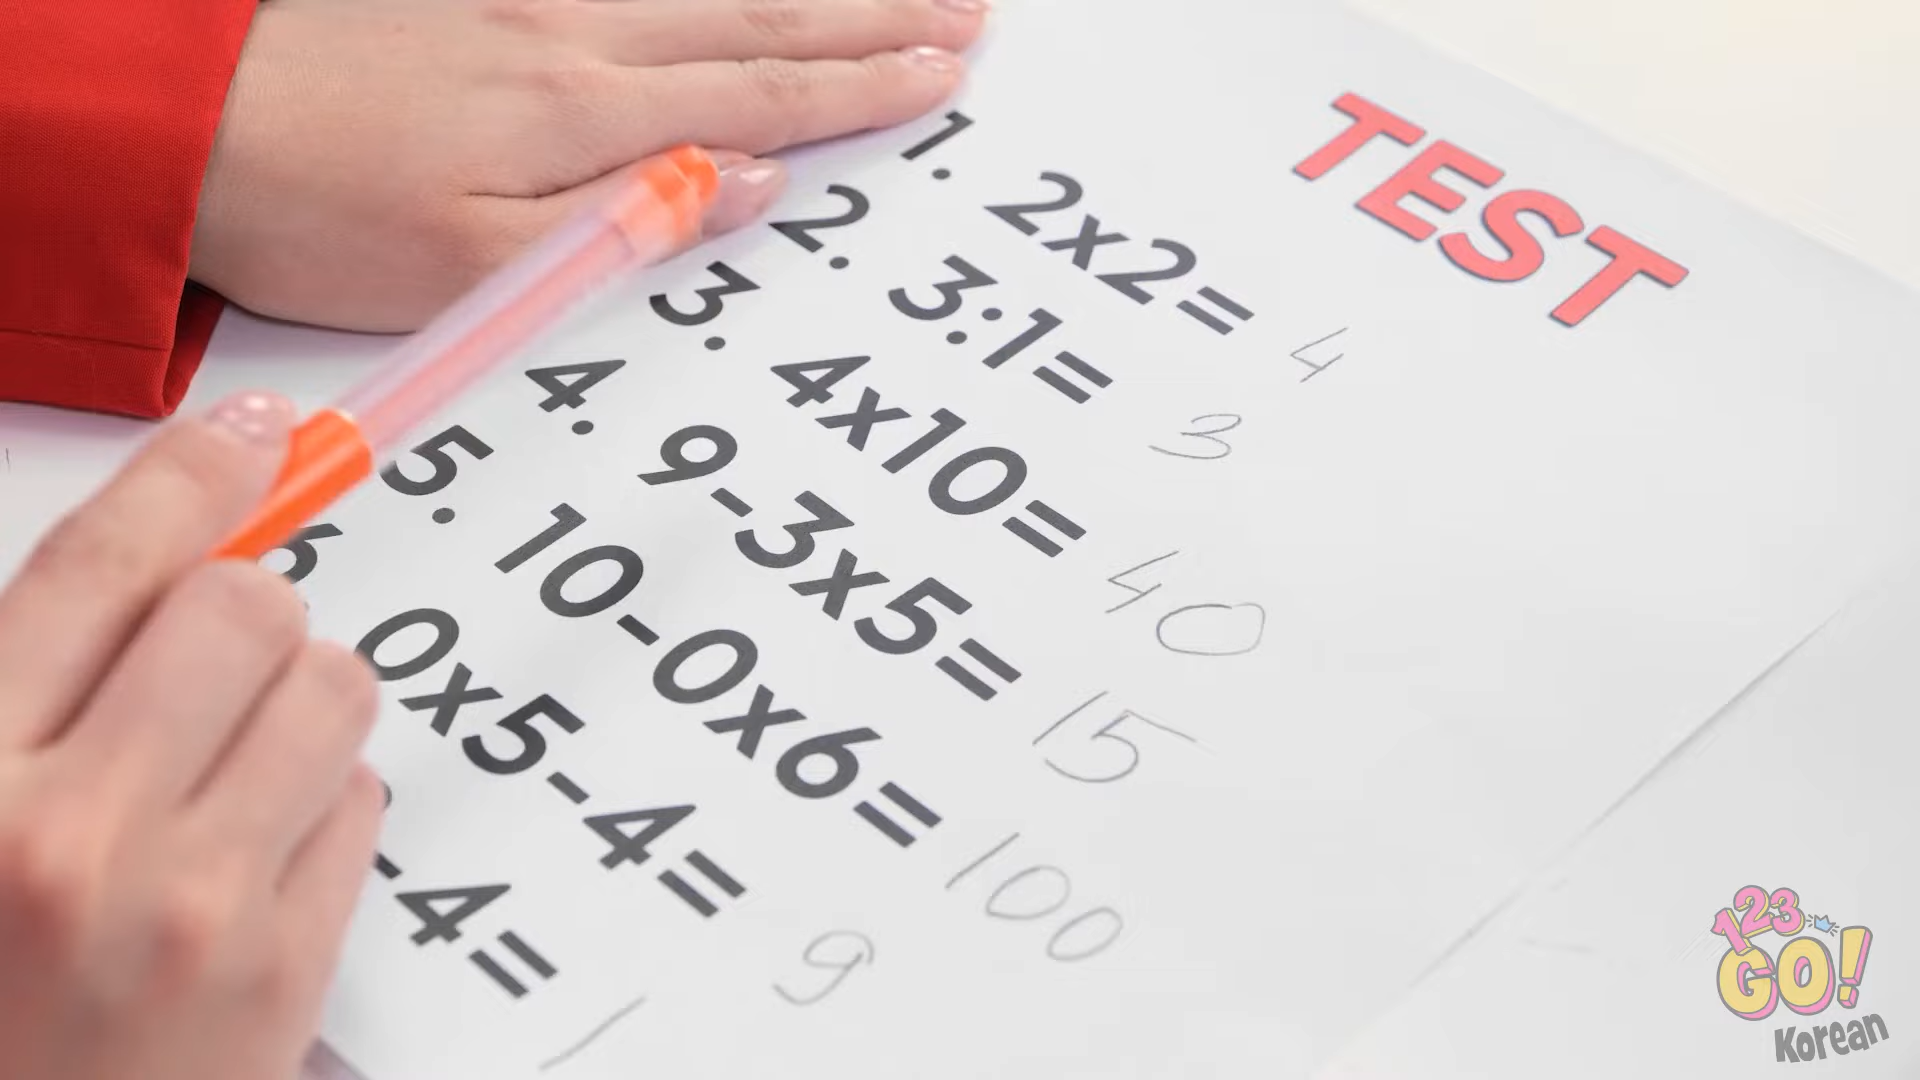 TEST
1. 2x2= 4
2. 3:1= 3
3. 4x10= 40
4. 9-3x5= 15
5. 10-0x6= 100
6. 0x5-4= 9
-4= 1
123 GO!
Korean